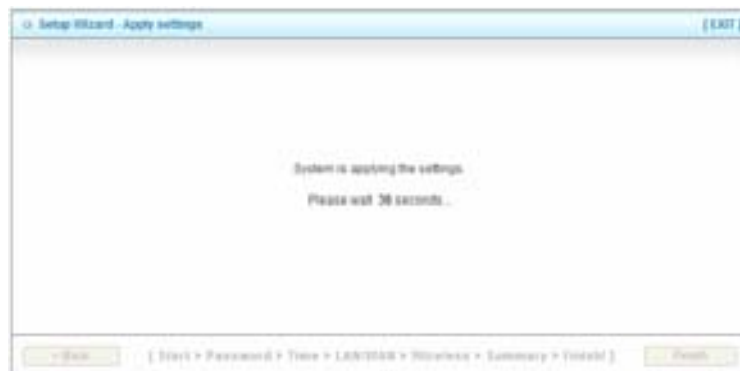 Setup Wizard - Apply settings [ EXIT ]
System is applying the settings.
Please wait 36 seconds...
< Back [ Start > Password > Time > LAN/WAN > Wireless > Summary > Finish! ] Finish